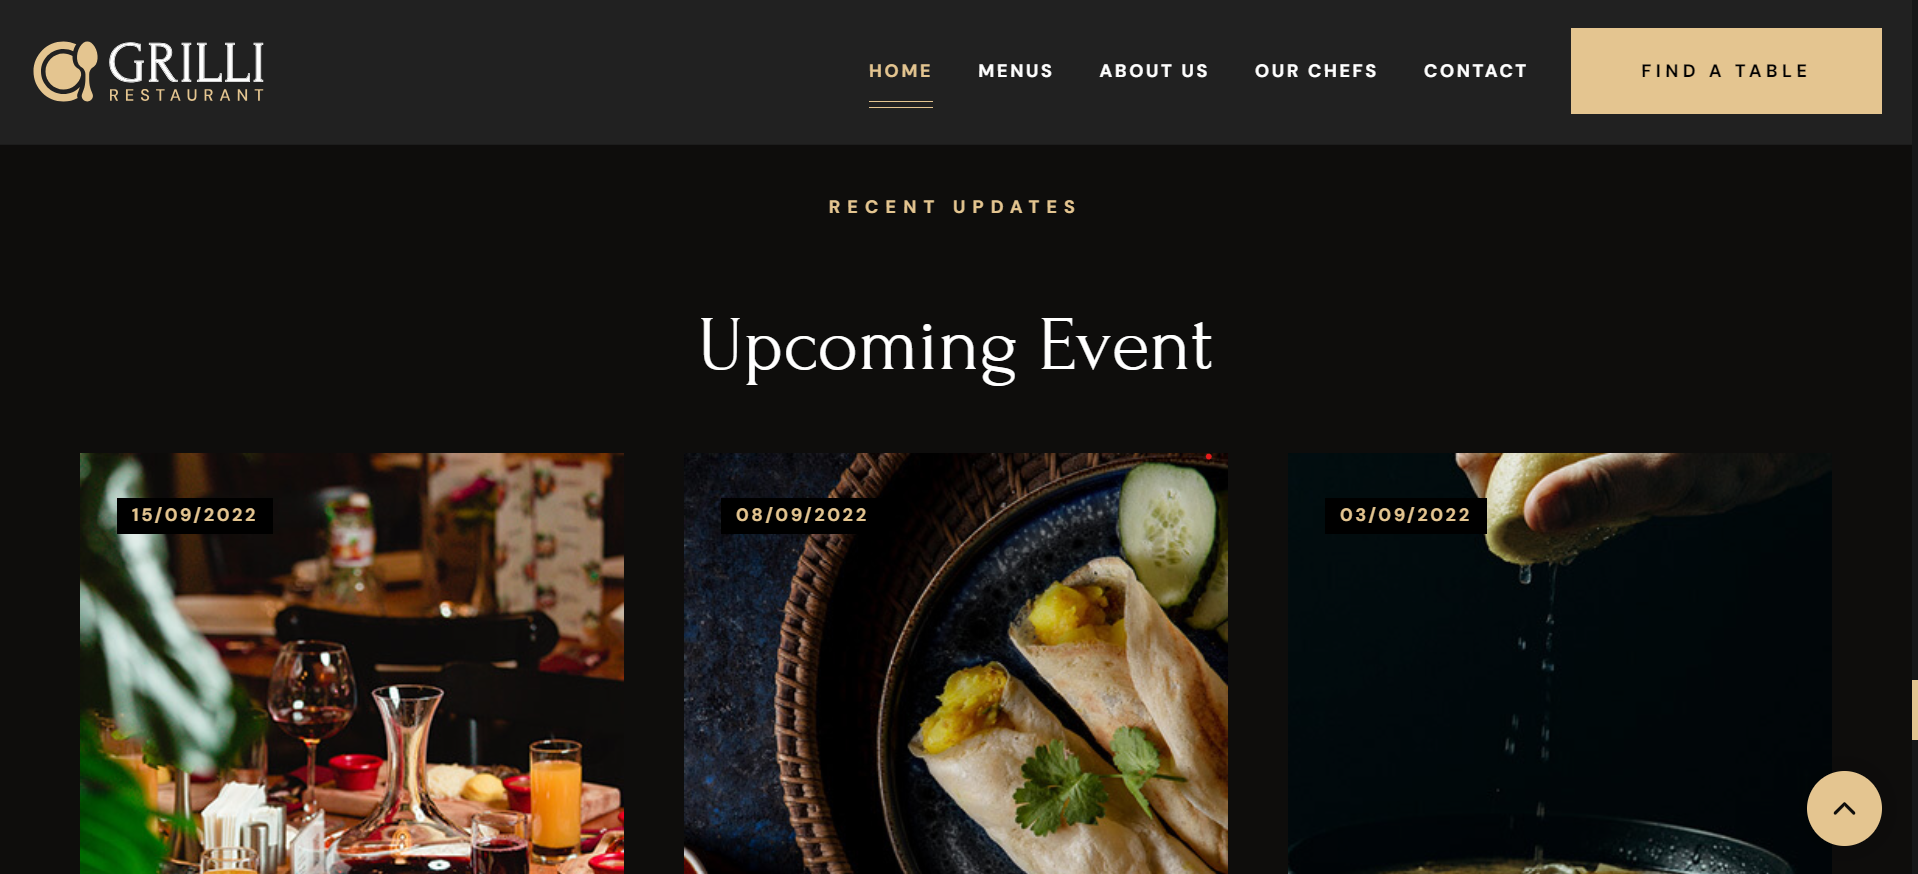 GRILLI
RESTAURANT
HOME
MENUS
ABOUT US
OUR CHEFS
CONTACT
FIND A TABLE
RECENT UPDATES
Upcoming Event
15/09/2022
08/09/2022
03/09/2022